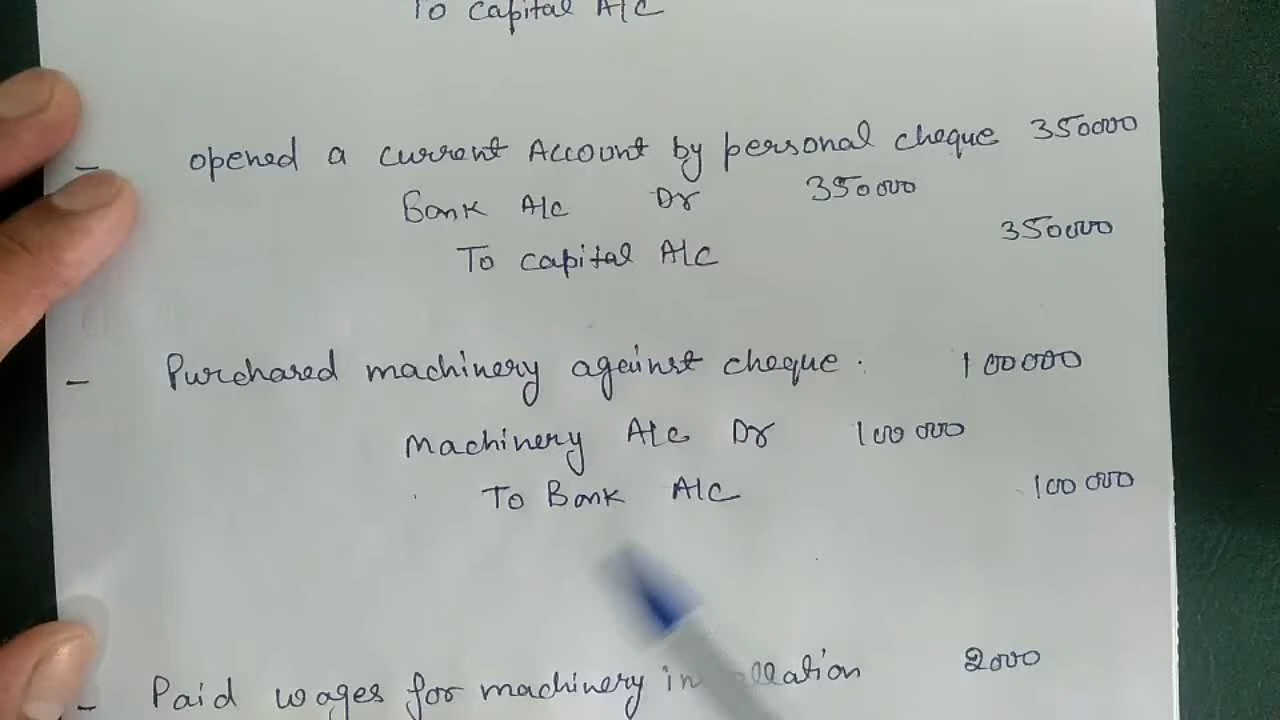 To Capital A/C
- opened a current Account by personal cheque 350000
Bank A/c Dr 350000
To capital A/C 350000
- Purchased machinery against cheque. 100000
Machinery A/c Dr 100000
To Bank A/C 100000
- Paid wages for machinery 2000